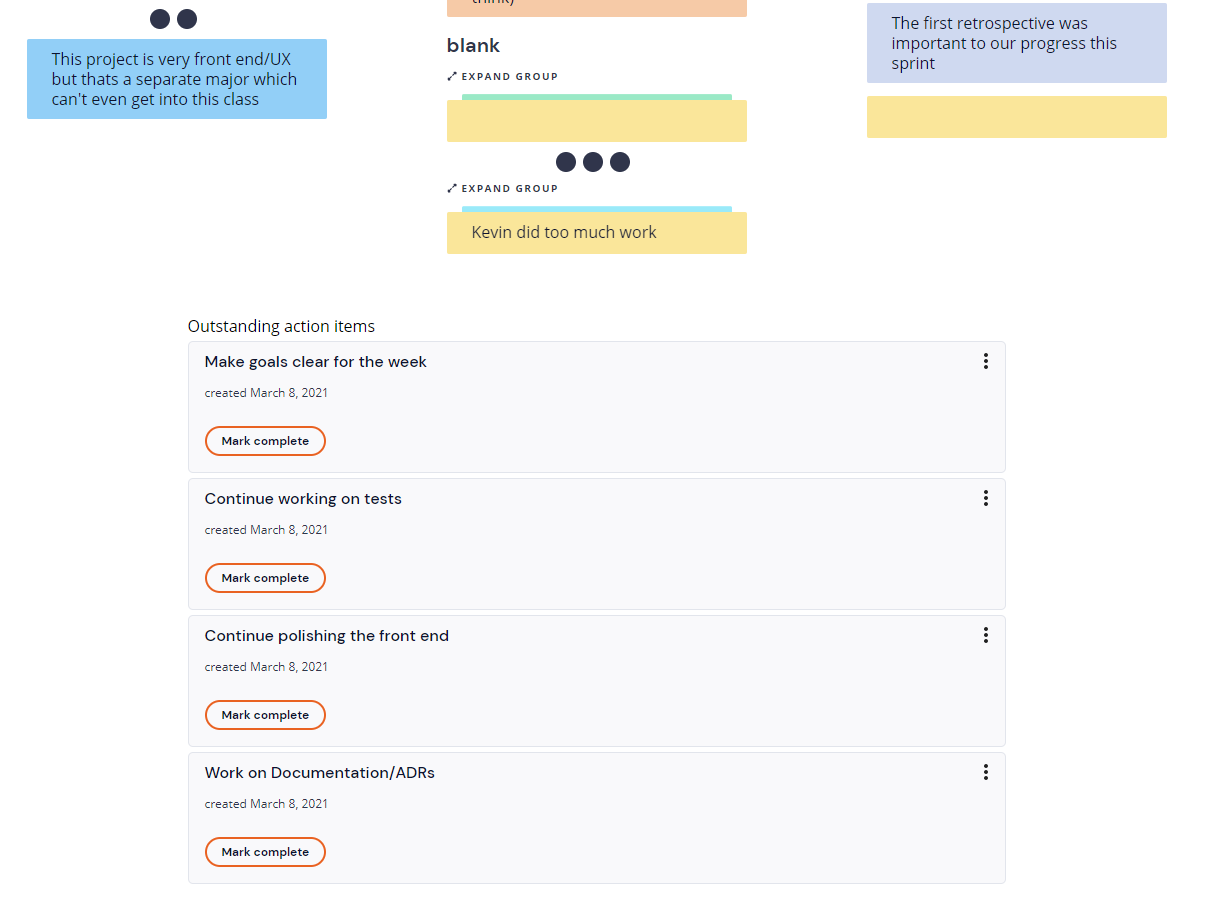 This project is very front end/UX
but thats a separate major which
can't even get into this class
think)
blank
EXPAND GROUP
EXPAND GROUP
Kevin did too much work
The first retrospective was
important to our progress this
sprint
Outstanding action items
Make goals clear for the week
created March 8, 2021
Mark complete
Continue working on tests
created March 8, 2021
Mark complete
Continue polishing the front end
created March 8, 2021
Mark complete
Work on Documentation/ADRs
created March 8, 2021
Mark complete